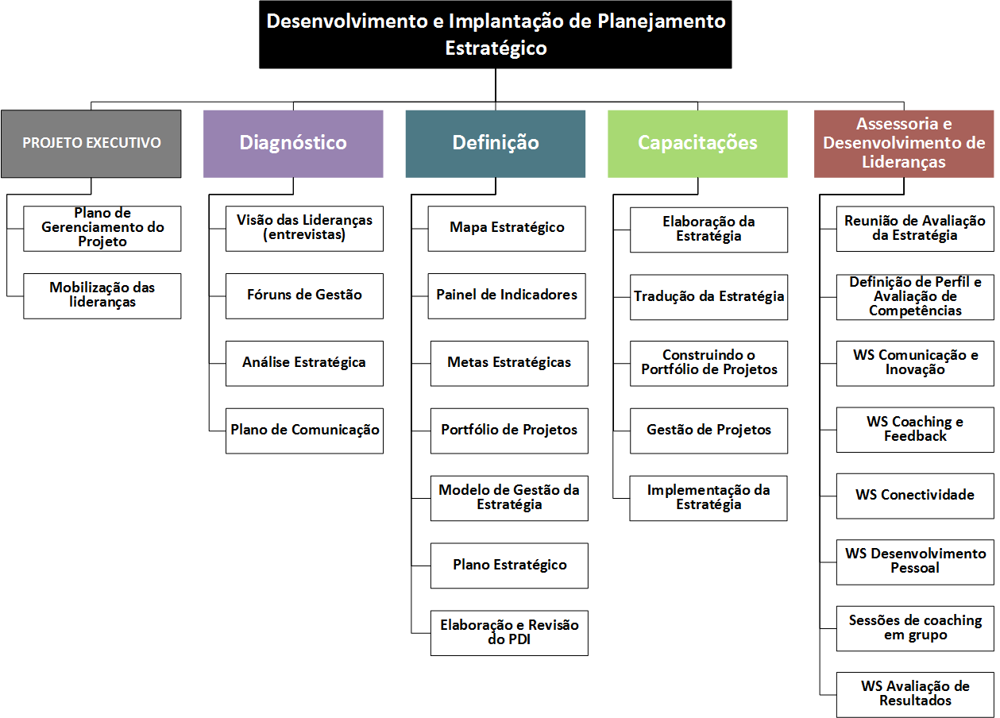 Desenvolvimento e Implantação de Planejamento
Estratégico
PROJETO EXECUTIVO
Plano de
Gerenciamento do
Projeto
Mobilização das
lideranças
Diagnóstico
Visão das Lideranças
(entrevistas)
Fóruns de Gestão
Análise Estratégica
Plano de Comunicação
Definição
Mapa Estratégico
Painel de Indicadores
Metas Estratégicas
Portfólio de Projetos
Modelo de Gestão da
Estratégia
Plano Estratégico
Elaboração e Revisão
do PDI
Capacitações
Elaboração da
Estratégia
Tradução da Estratégia
Construindo o
Portfólio de Projetos
Gestão de Projetos
Implementação da
Estratégia
Assessoria e
Desenvolvimento de
Lideranças
Reunião de Avaliação
da Estratégia
Definição de Perfil e
Avaliação de
Competências
WS Comunicação e
Inovação
WS Coaching e
Feedback
WS Conectividade
WS Desenvolvimento
Pessoal
Sessões de coaching
em grupo
WS Avaliação de
Resultados